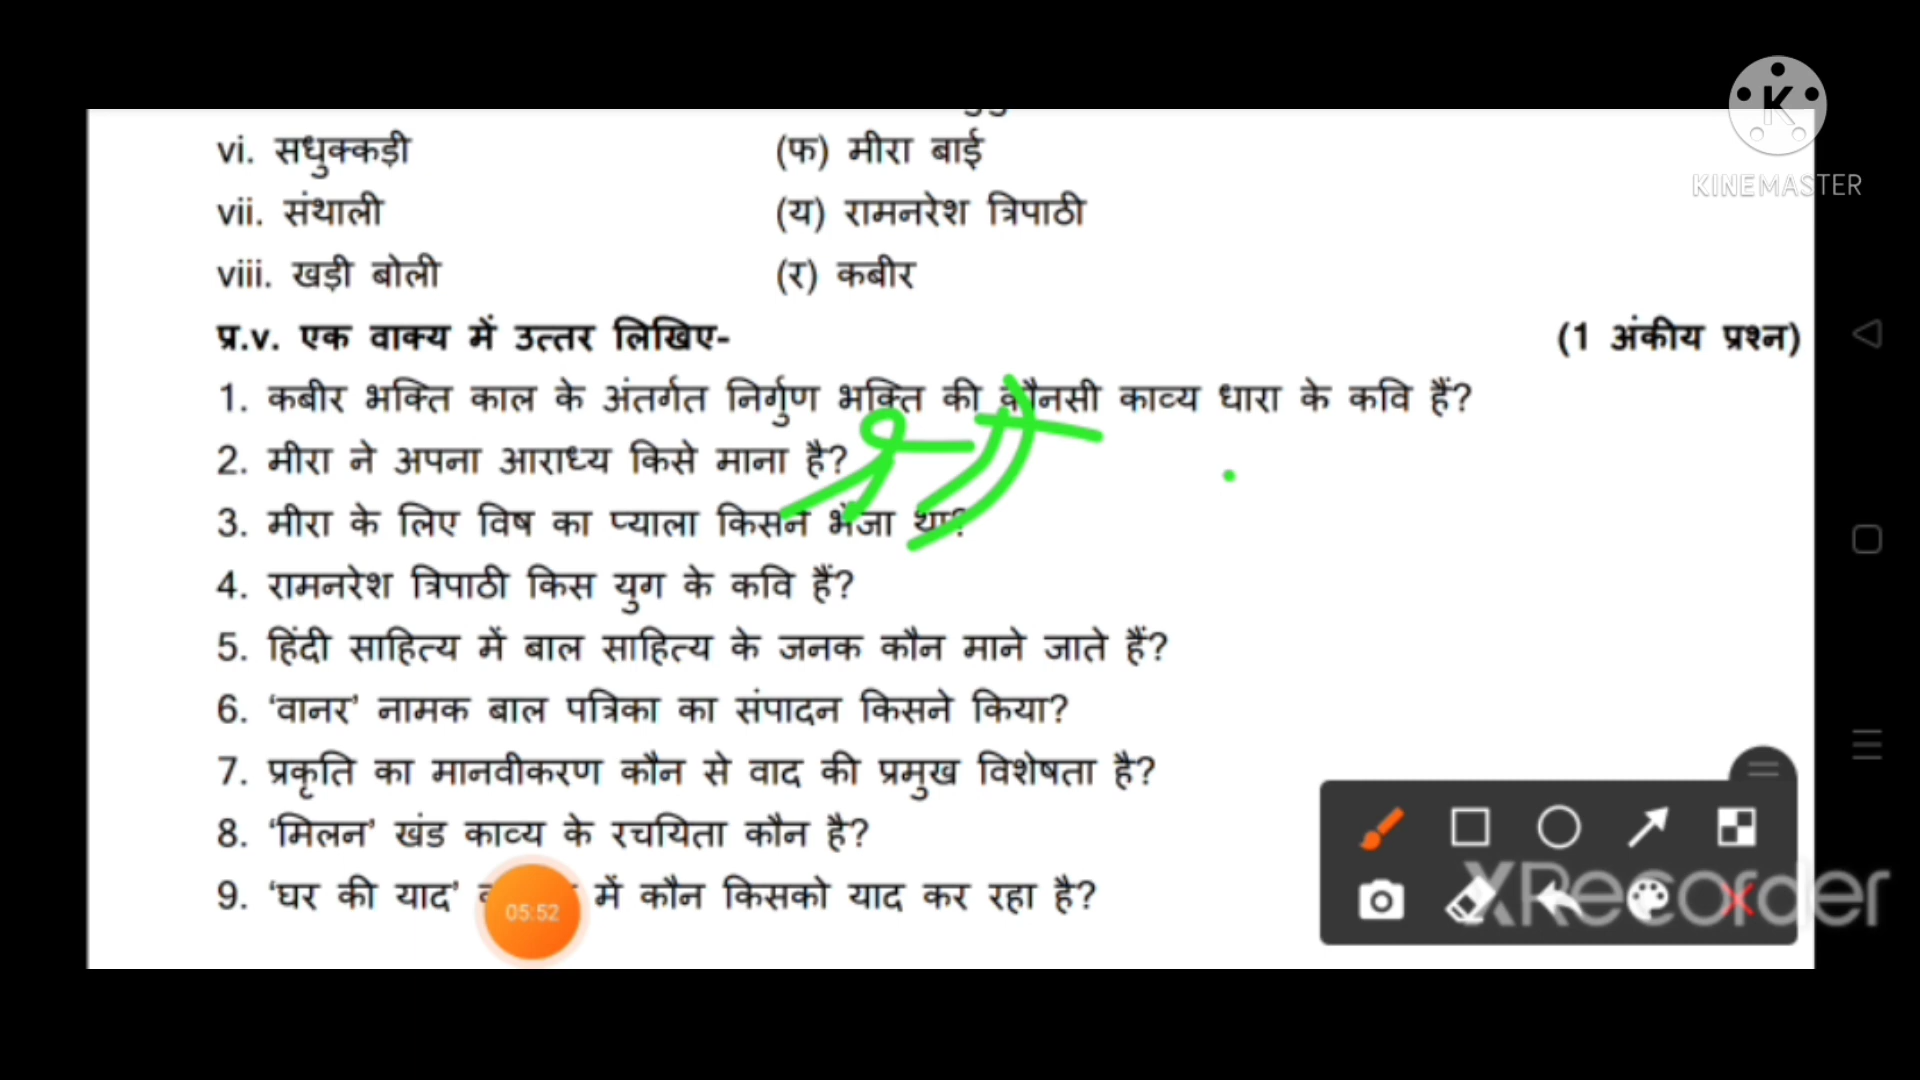 vi. सधुक्कड़ी (फ) मीरा बाई
vii. संथाली (य) रामनरेश त्रिपाठी
viii. खड़ी बोली (र) कबीर
प्र.v. एक वाक्य में उत्तर लिखिए- (1 अंकीय प्रश्न)
1. कबीर भक्ति काल के अंतर्गत निर्गुण भक्ति की कौनसी काव्य धारा के कवि हैं?
2. मीरा ने अपना आराध्य किसे माना है?
3. मीरा के लिए विष का प्याला किसने भेजा था?
4. रामनरेश त्रिपाठी किस युग के कवि हैं?
5. हिंदी साहित्य में बाल साहित्य के जनक कौन माने जाते हैं?
6. ‘वानर’ नामक बाल पत्रिका का संपादन किसने किया?
7. प्रकृति का मानवीकरण कौन से वाद की प्रमुख विशेषता है?
8. ‘मिलन’ खंड काव्य के रचयिता कौन है?
9. ‘घर की याद’ में कौन किसको याद कर रहा है?
05:52
K
KINEMASTER
XRecorder